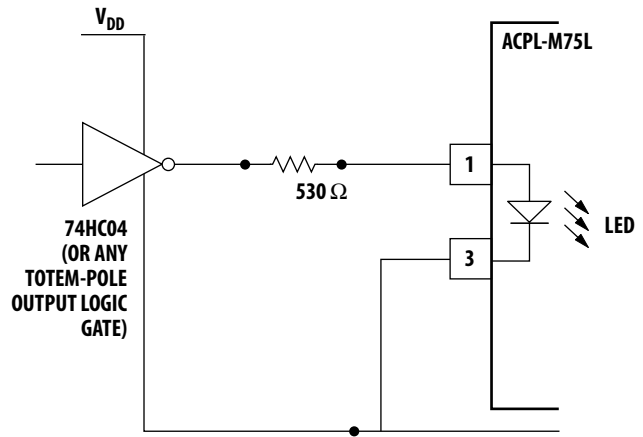 VDD
ACPL-M75L
1
530 Ω
74HC04
(OR ANY
TOTEM-POLE
OUTPUT LOGIC
GATE)
LED
3